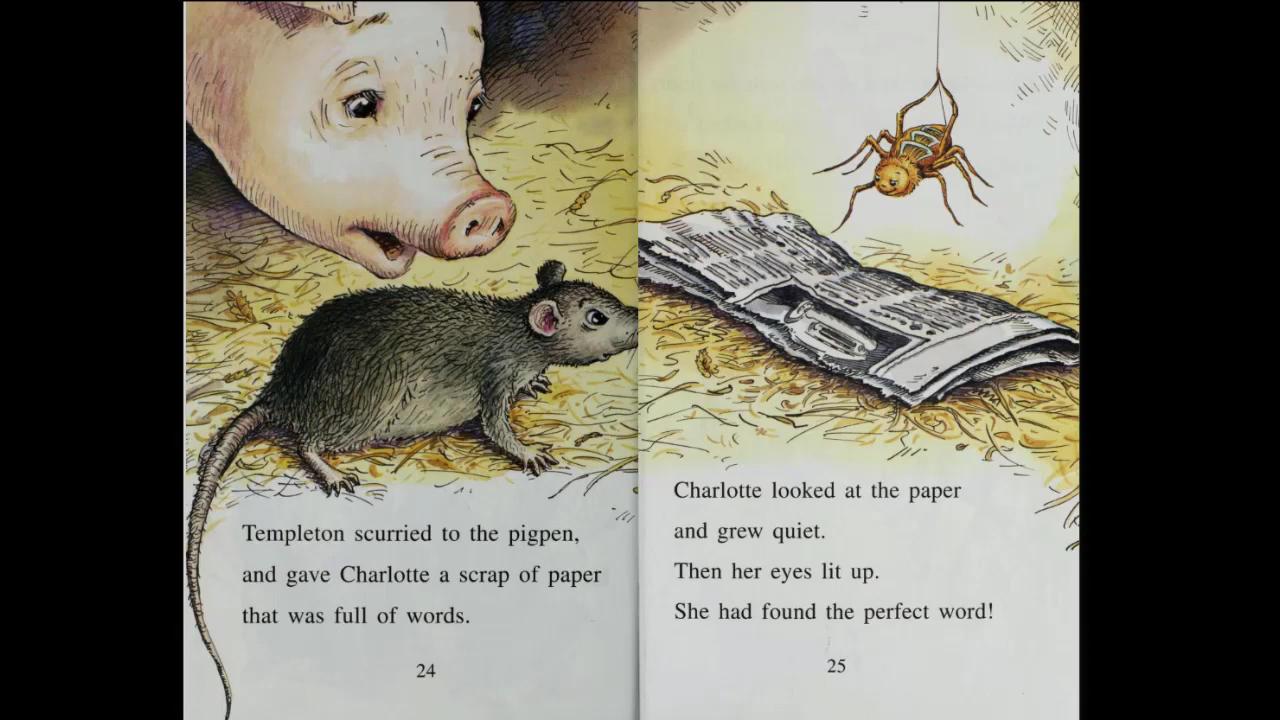 Templeton scurried to the pigpen,
and gave Charlotte a scrap of paper
that was full of words.
24
Charlotte looked at the paper
and grew quiet.
Then her eyes lit up.
She had found the perfect word!
25